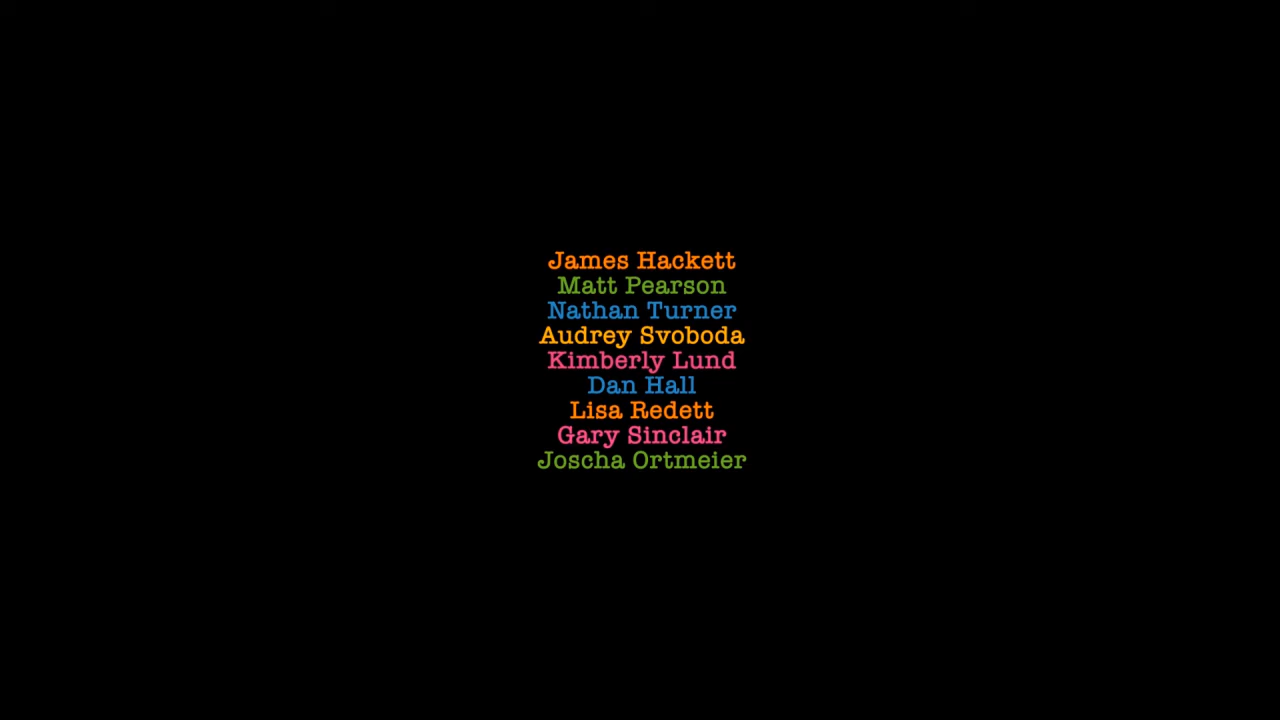 James Hackett
Matt Pearson
Nathan Turner
Audrey Svoboda
Kimberly Lund
Dan Hall
Lisa Redett
Gary Sinclair
Joscha Ortmeier